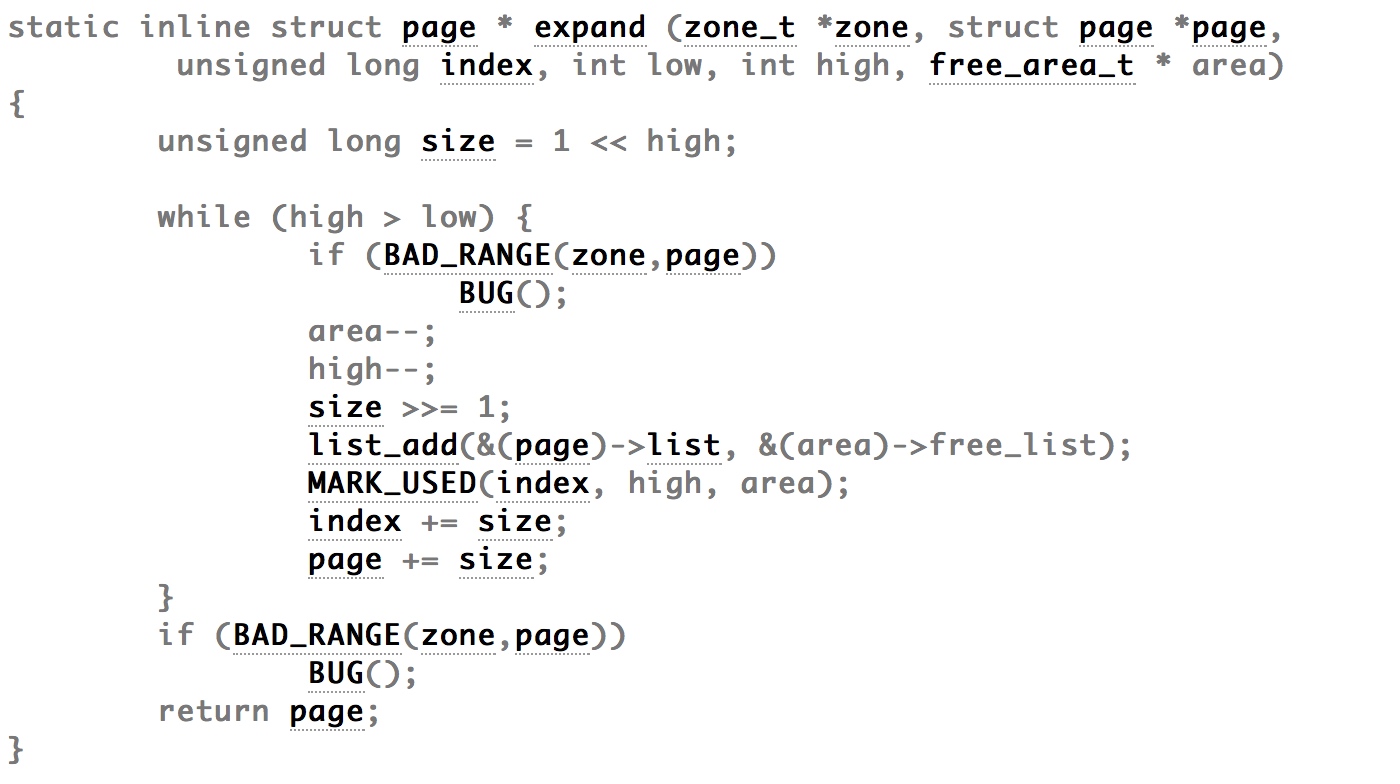 static inline struct page * expand (zone_t *zone, struct page *page,
         unsigned long index, int low, int high, free_area_t * area)
{
        unsigned long size = 1 << high;

        while (high > low) {
                if (BAD_RANGE(zone,page))
                        BUG();
                area--;
                high--;
                size >>= 1;
                list_add(&(page)->list, &(area)->free_list);
                MARK_USED(index, high, area);
                index += size;
                page += size;
        }
        if (BAD_RANGE(zone,page))
                BUG();
        return page;
}